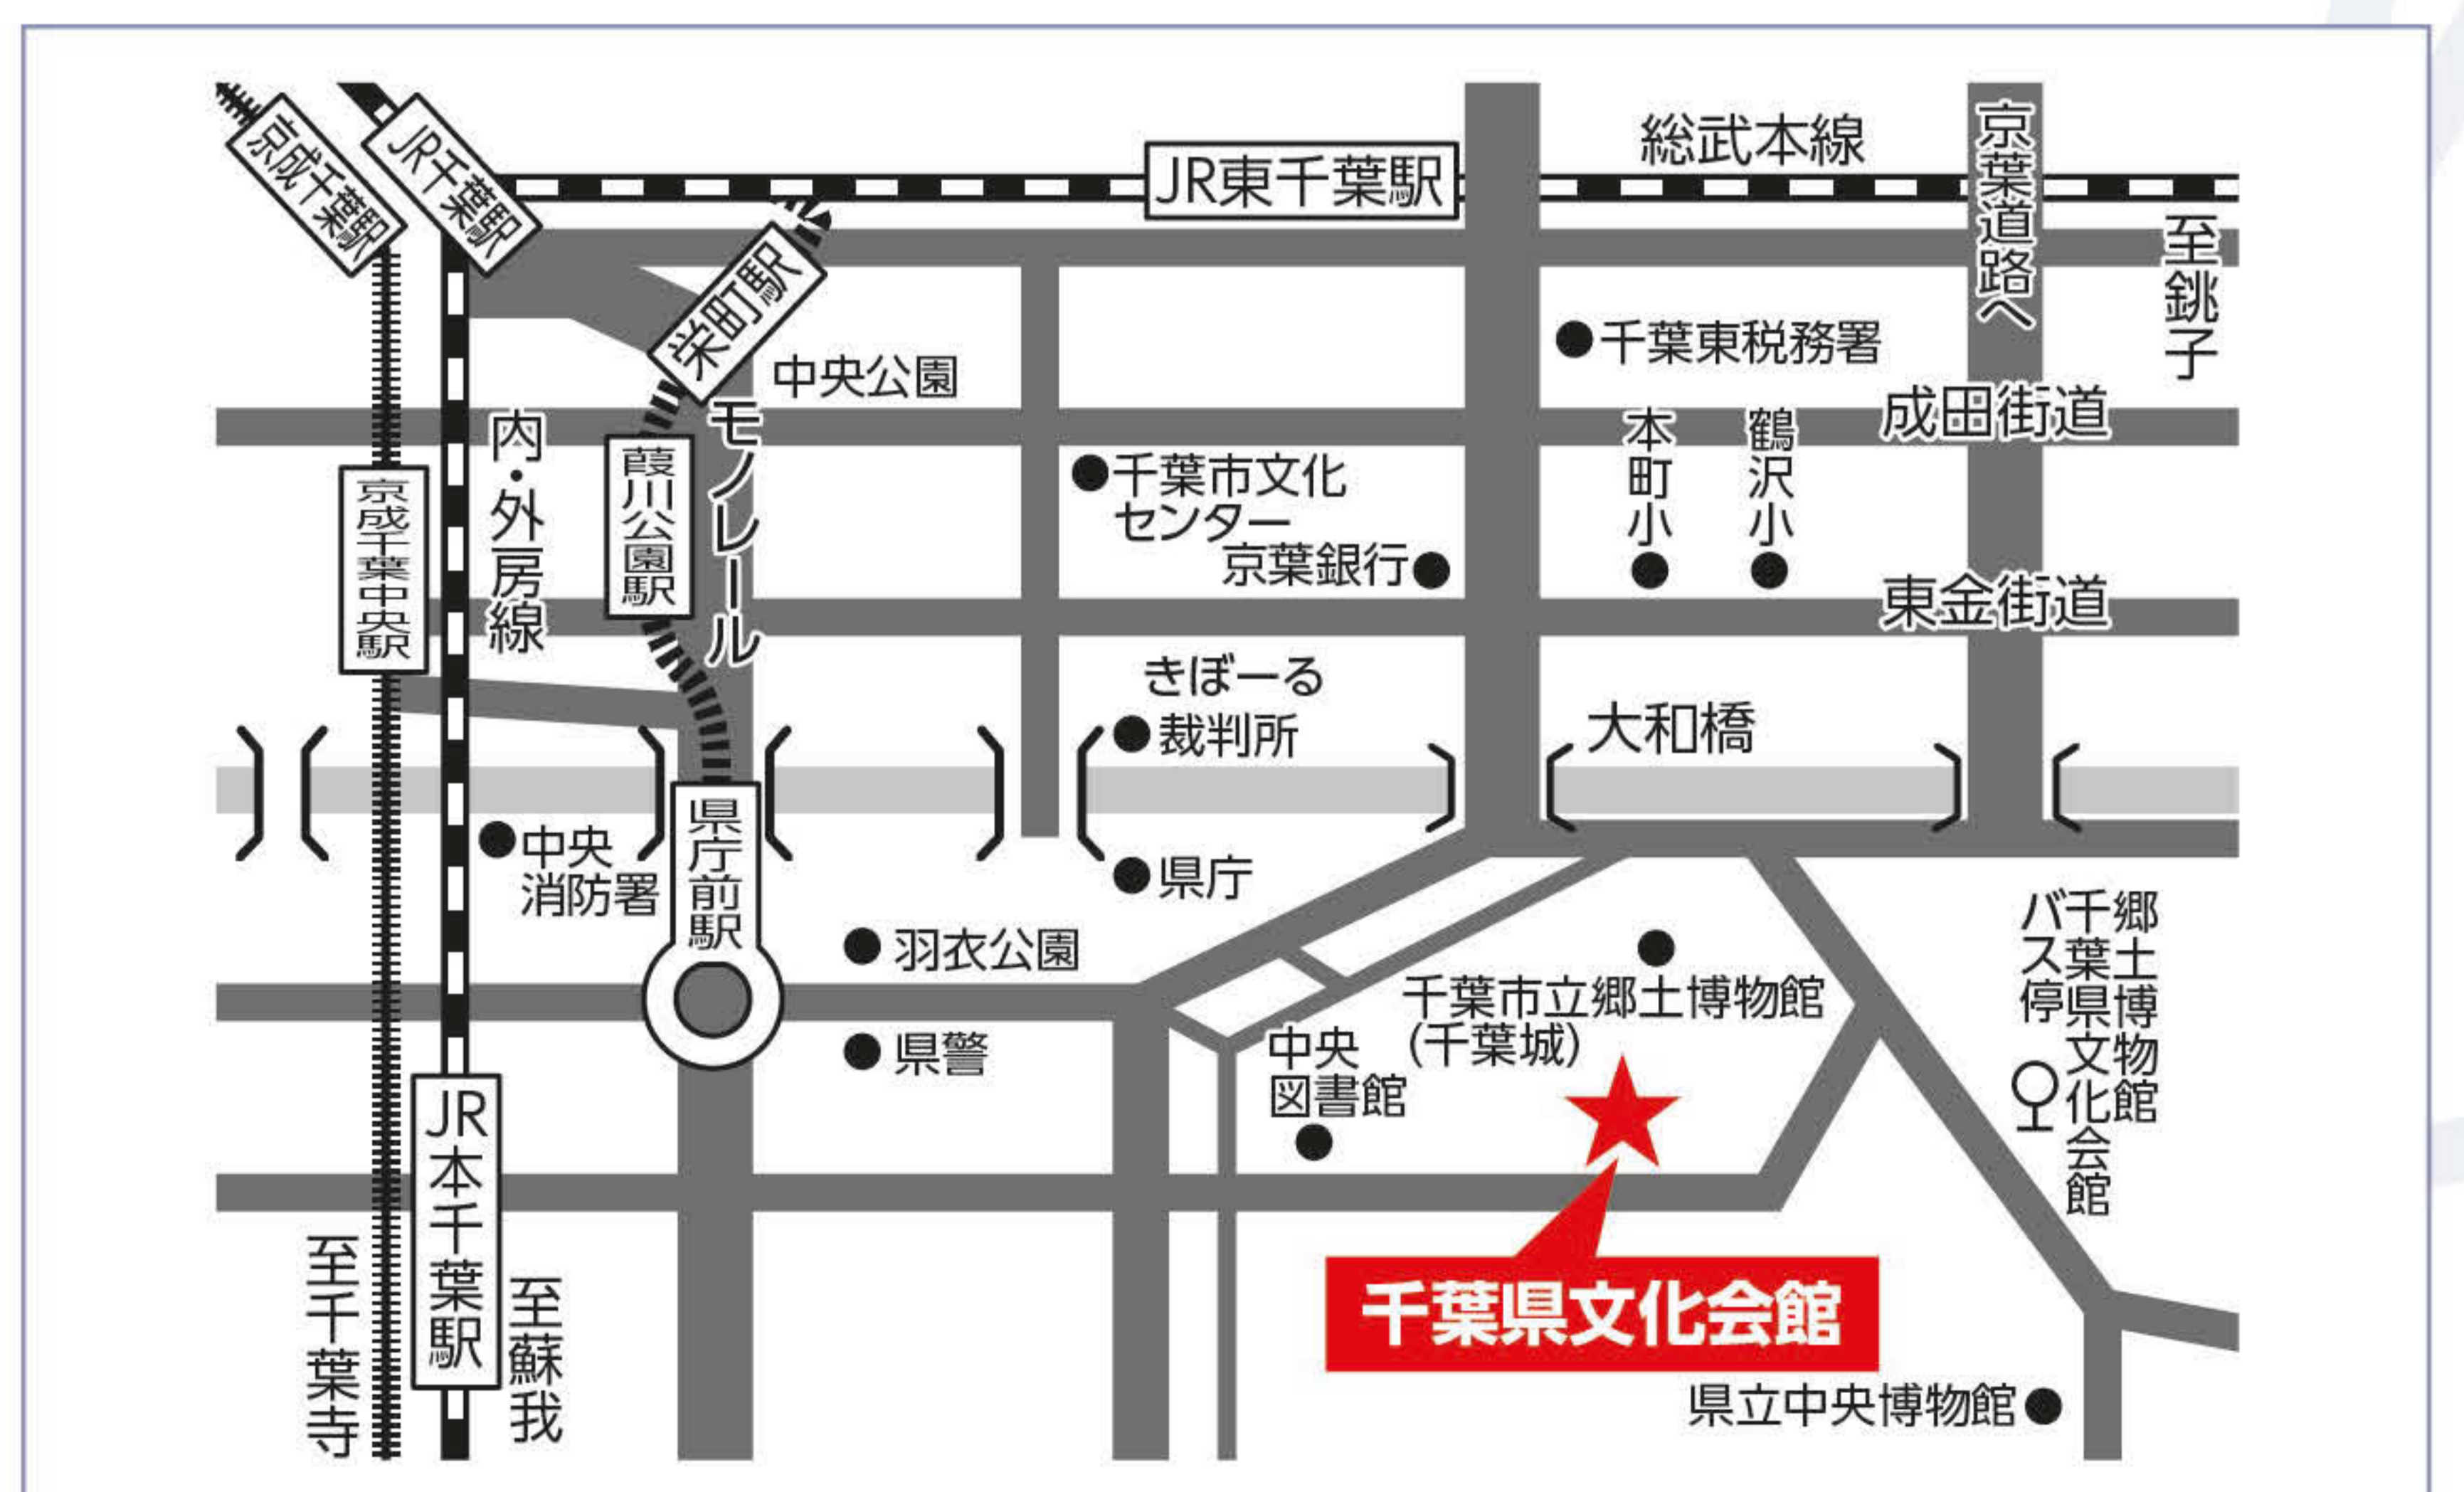 京成千葉駅
JR千葉駅
JR東千葉駅
総武本線
京葉道路へ
至銚子
栄町駅
中央公園
千葉東税務署
成田街道
内・外房線
葭川公園駅
モノレール
千葉市文化
センター
京葉銀行
本町小
鶴沢小
京成千葉中央駅
東金街道
きぼーる
裁判所
大和橋
中央
消防署
県庁前駅
県庁
羽衣公園
県警
千葉市立郷土博物館
(千葉城)
中央
図書館
郷土博物館
千葉県文化会館
バス停
JR本千葉駅
至千葉寺
至蘇我
千葉県文化会館
県立中央博物館